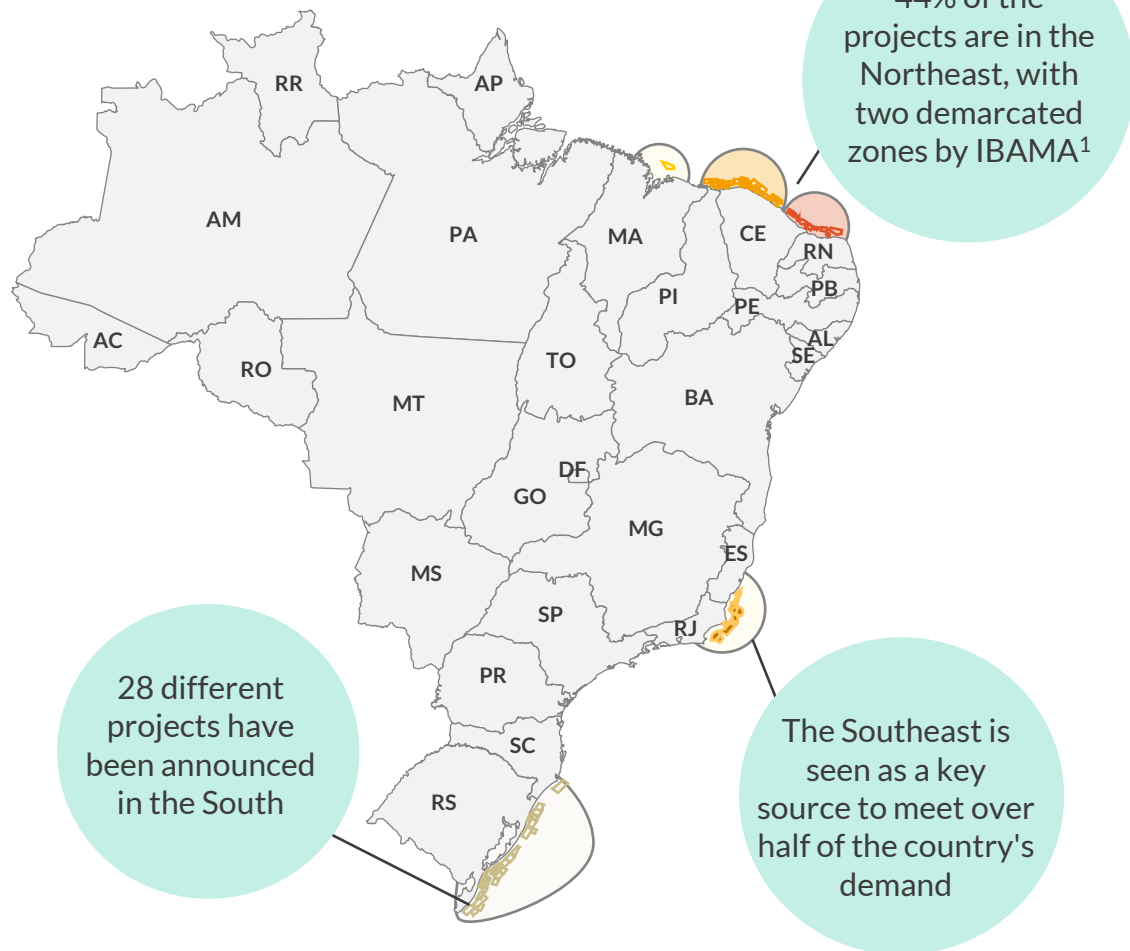 44% of the
projects are in the
Northeast, with
two demarcated
zones by IBAMA1
RR
AP
AM
PA
MA
CE
RN
PB
PI
PE
AL
SE
AC
RO
TO
MT
BA
DF
GO
MG
ES
MS
SP
RJ
PR
SC
RS
28 different
projects have
been announced
in the South
The Southeast is
seen as a key
source to meet over
half of the country's
demand